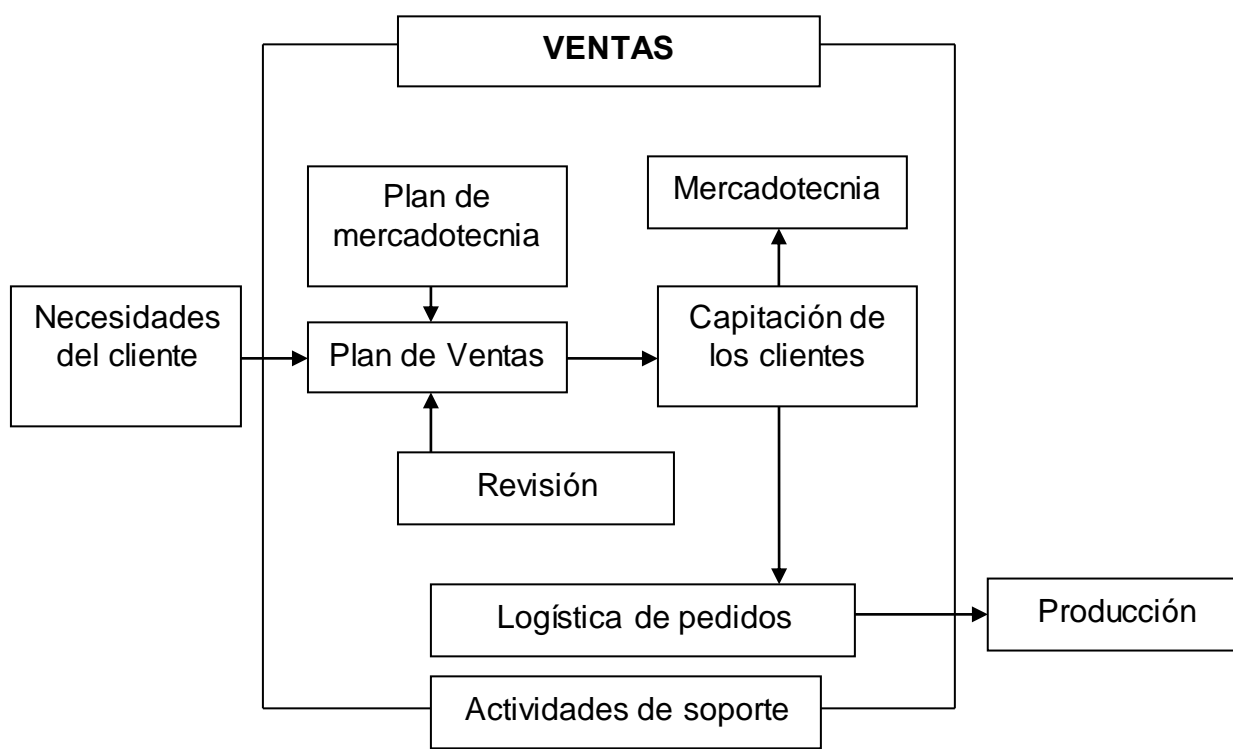 VENTAS
Plan de
mercadotecnia
Mercadotecnia
Necesidades
del cliente
Plan de Ventas
Capitación de
los clientes
Revisión
Logística de pedidos
Producción
Actividades de soporte